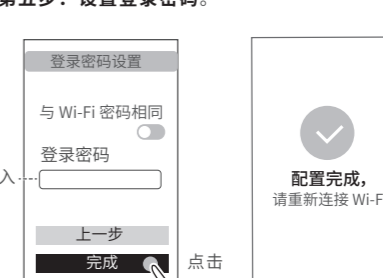 第五步：设置登录密码。
登录密码设置
与 Wi-Fi 密码相同
登录密码
入
上一步
完成
点击
配置完成，
请重新连接 Wi-F